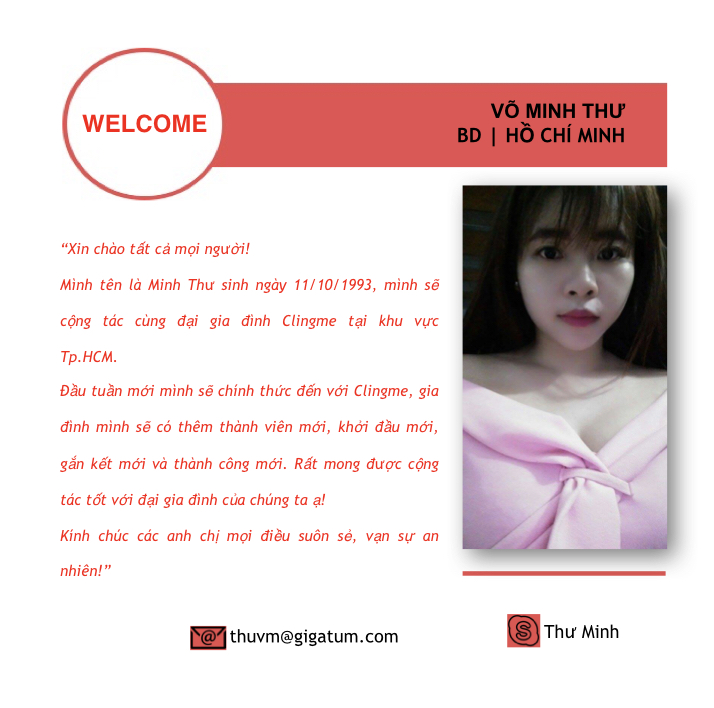 WELCOME
VÕ MINH THƯ
BD | HỒ CHÍ MINH
“Xin chào tất cả mọi người!
Mình tên là Minh Thư sinh ngày 11/10/1993, mình sẽ
cộng tác cùng đại gia đình Clingme tại khu vực
Tp.HCM.
Đầu tuần mới mình sẽ chính thức đến với Clingme, gia
đình mình sẽ có thêm thành viên mới, khởi đầu mới,
gắn kết mới và thành công mới. Rất mong được cộng
tác tốt với đại gia đình của chúng ta ạ!
Kính chúc các anh chị mọi điều suôn sẻ, vạn sự an
nhiên!”
thuvm@gigatum.com
Thư Minh